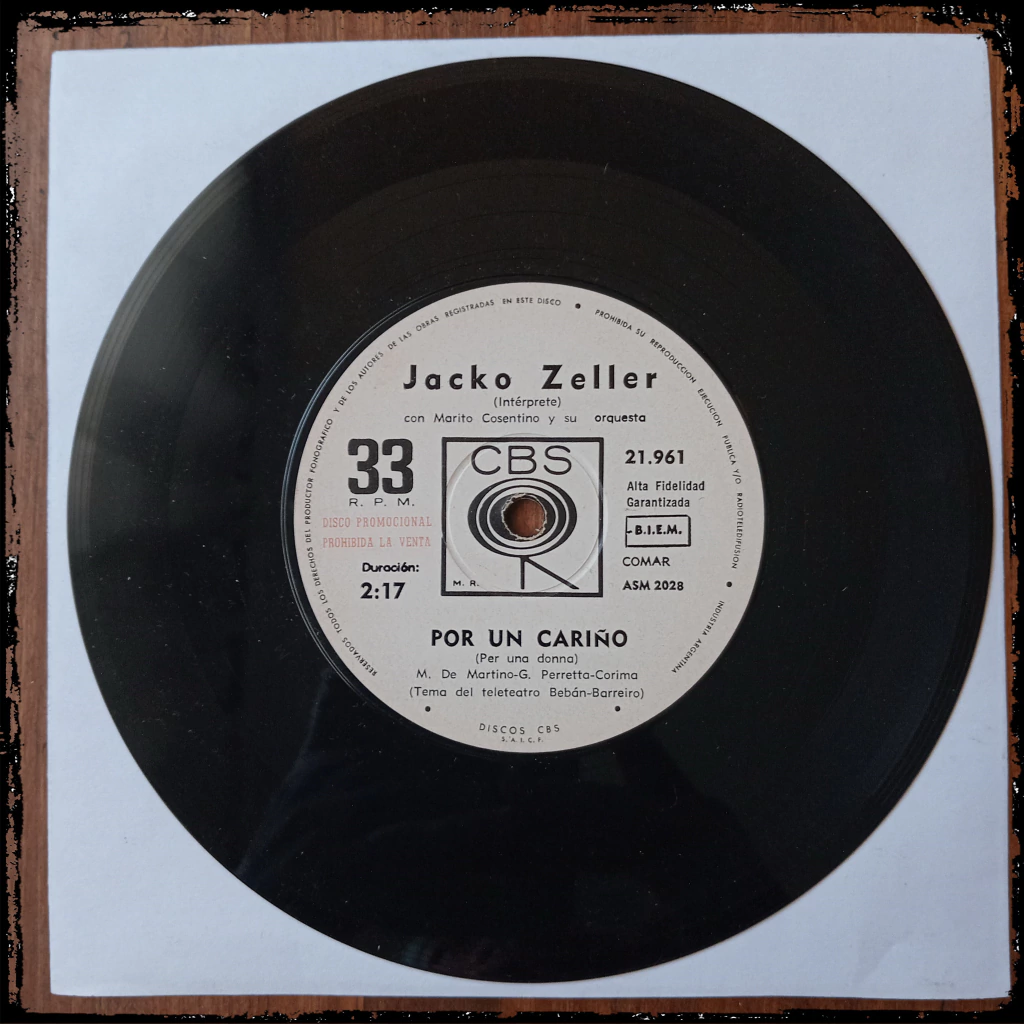 RESERVADOS TODOS LOS DERECHOS DEL PRODUCTOR FONOGRAFICO Y DE LOS AUTORES DE LAS OBRAS REGISTRADAS EN ESTE DISCO • PROHIBIDA SU REPRODUCCION EJECUCION PUBLICA Y/O RADIOTELEDIFUSION • INDUSTRIA ARGENTINA
Jacko Zeller
(Intérprete)
con Marito Cosentino y su orquesta
33
R. P. M.
DISCO PROMOCIONAL
PROHIBIDA LA VENTA
Duración:
2:17
CBS
M. R.
21.961
Alta Fidelidad
Garantizada
-B.I.E.M.
COMAR
ASM 2028
POR UN CARIÑO
(Per una donna)
M. De Martino-G. Perretta-Corima
(Tema del teleteatro Bebán-Barreiro)
DISCOS CBS
S. A. I. C. F.